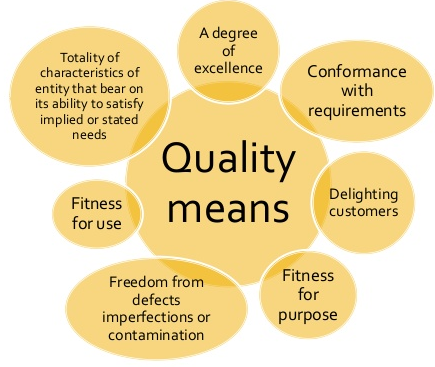 Quality
means
A degree
of
excellence
Conformance
with
requirements
Delighting
customers
Fitness
for
purpose
Freedom from
defects
imperfections or
contamination
Fitness
for use
Totality of
characteristics of
entity that bear on
its ability to satisfy
implied or stated
needs